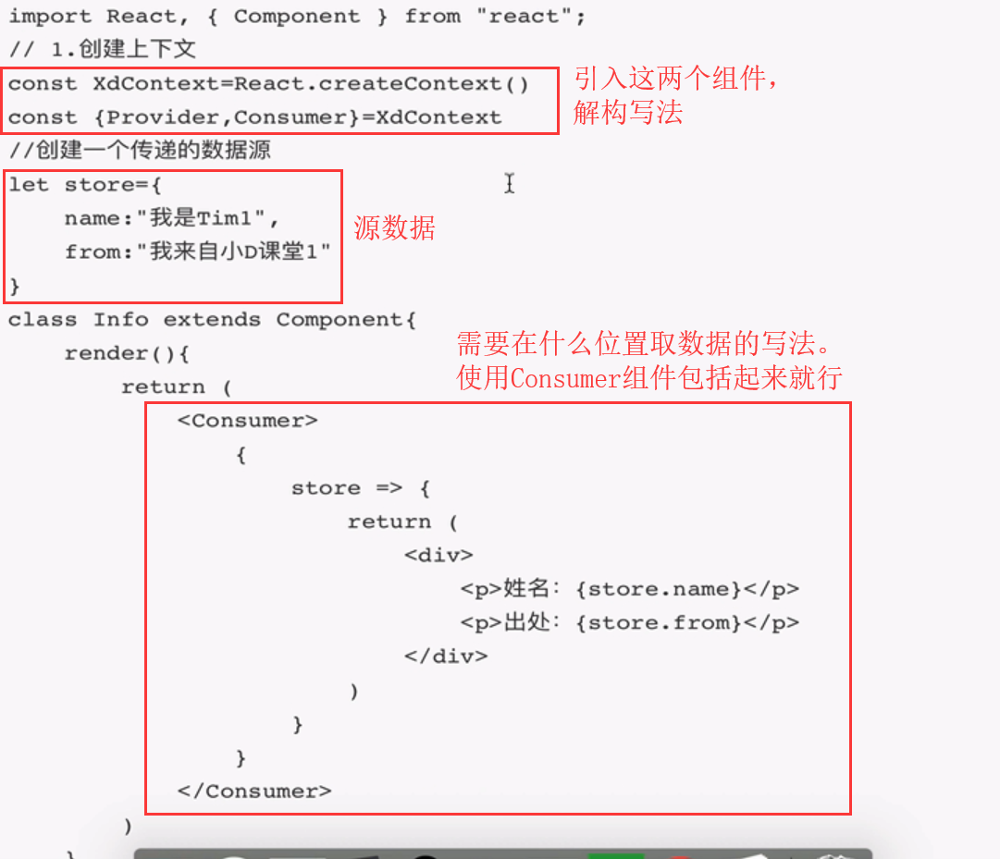 import React, { Component } from "react";
// 1.创建上下文
const XdContext=React.createContext()
const {Provider,Consumer}=XdContext
引入这两个组件，
解构写法
//创建一个传递的数据源
let store={
name:"我是Tim1",
from:"我来自小D课堂1"
}
源数据
class Info extends Component{
render(){
return (
需要在什么位置取数据的写法。
使用Consumer组件包括起来就行
<Consumer>
{
store => {
return (
<div>
<p>姓名：{store.name}</p>
<p>出处：{store.from}</p>
</div>
)
}
}
</Consumer>
)
}